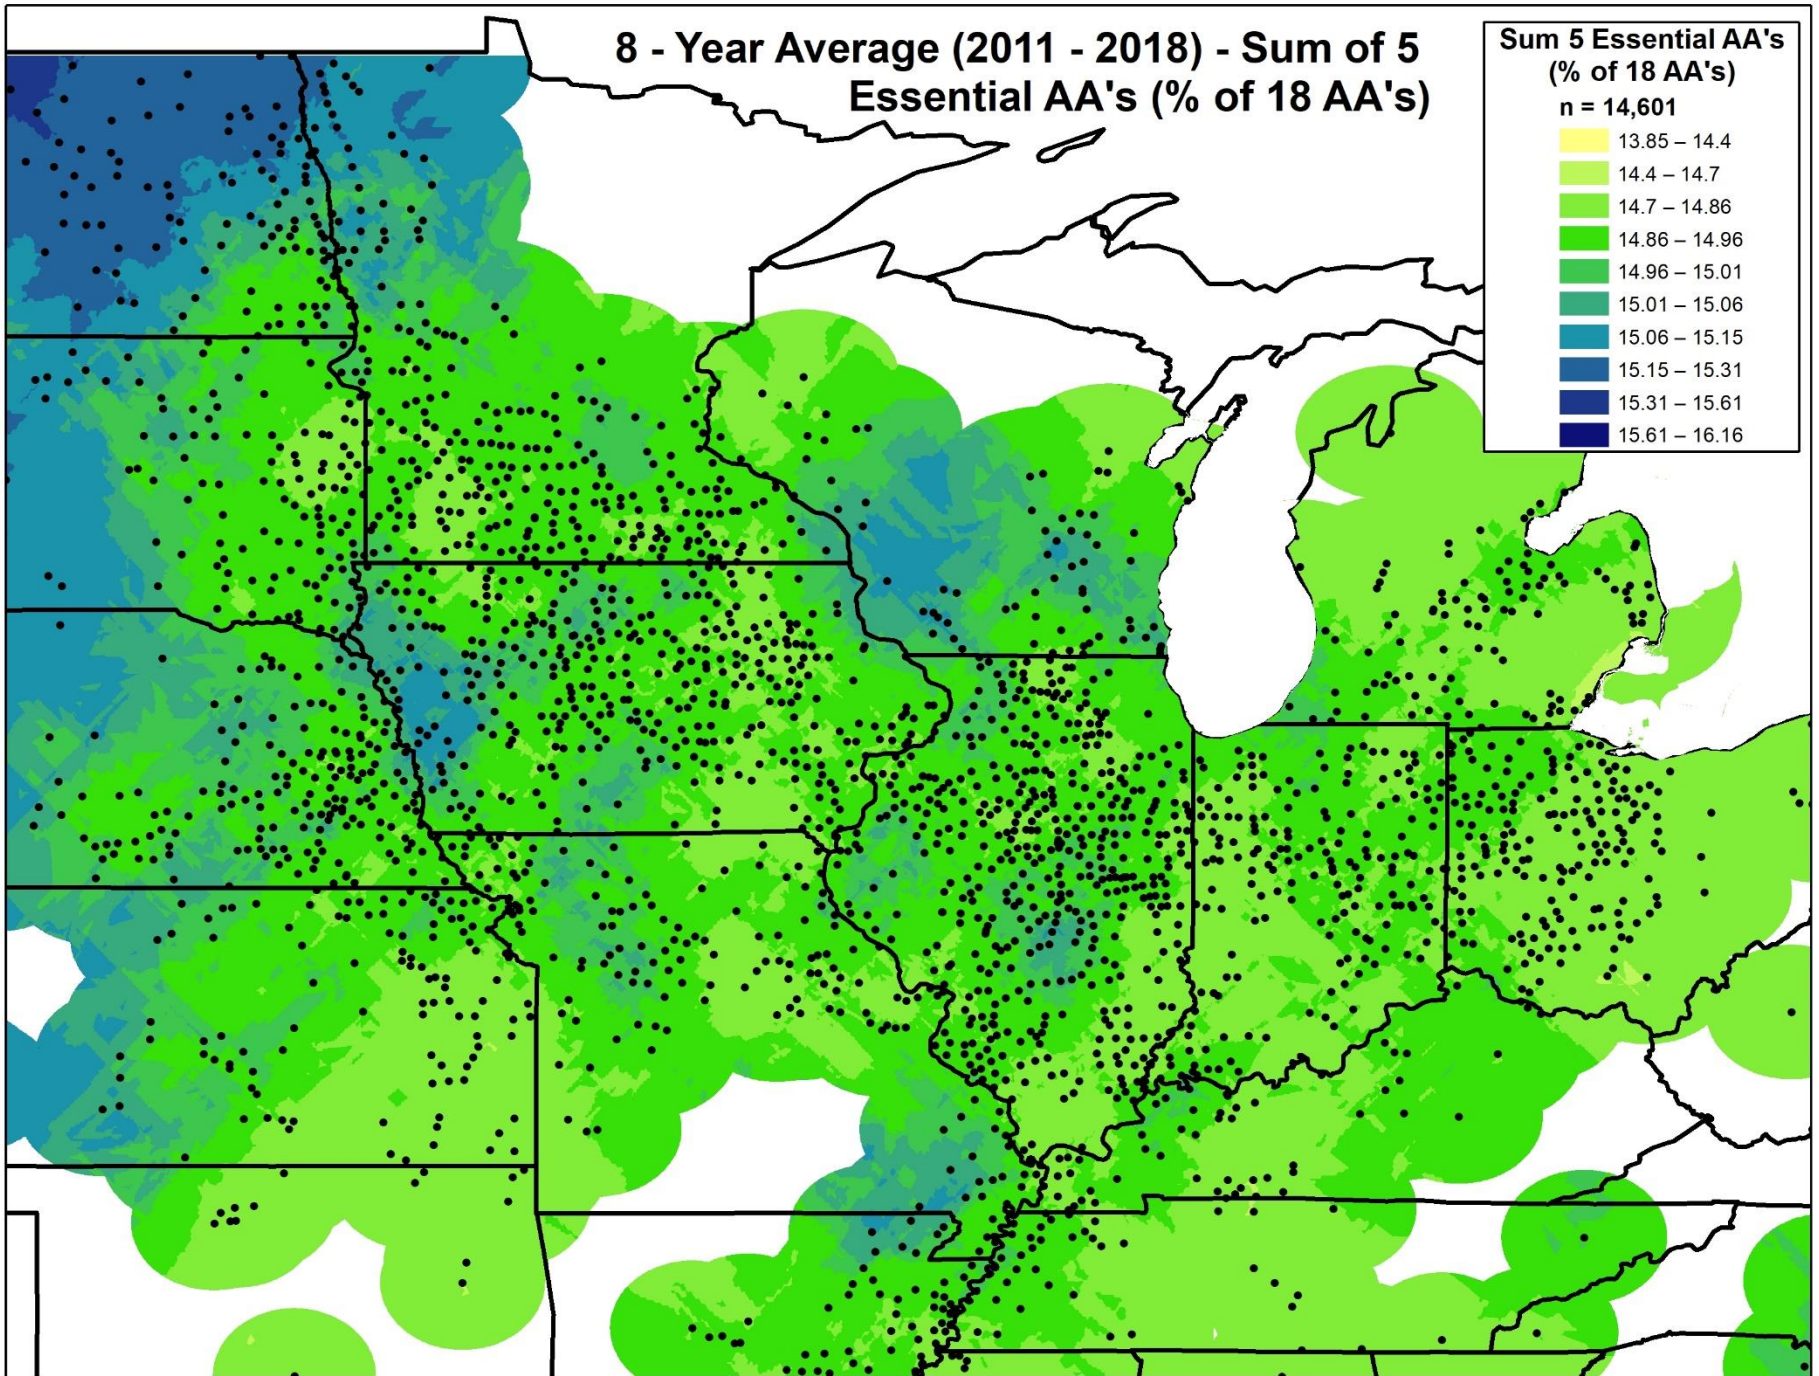 8 - Year Average (2011 - 2018) - Sum of 5
Essential AA's (% of 18 AA's)
Sum 5 Essential AA's
(% of 18 AA's)
n = 14,601
13.85 – 14.4
14.4 – 14.7
14.7 – 14.86
14.86 – 14.96
14.96 – 15.01
15.01 – 15.06
15.06 – 15.15
15.15 – 15.31
15.31 – 15.61
15.61 – 16.16